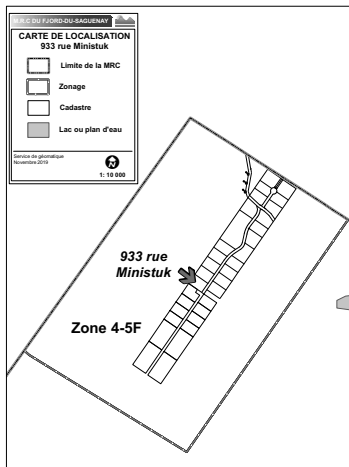 M.R.C DU FJORD-DU-SAGUENAY
CARTE DE LOCALISATION
933 rue Ministuk
Limite de la MRC
Zonage
Cadastre
Lac ou plan d'eau
Service de géomatique
Novembre 2019
N
1: 10 000
933 rue
Ministuk
Zone 4-5F